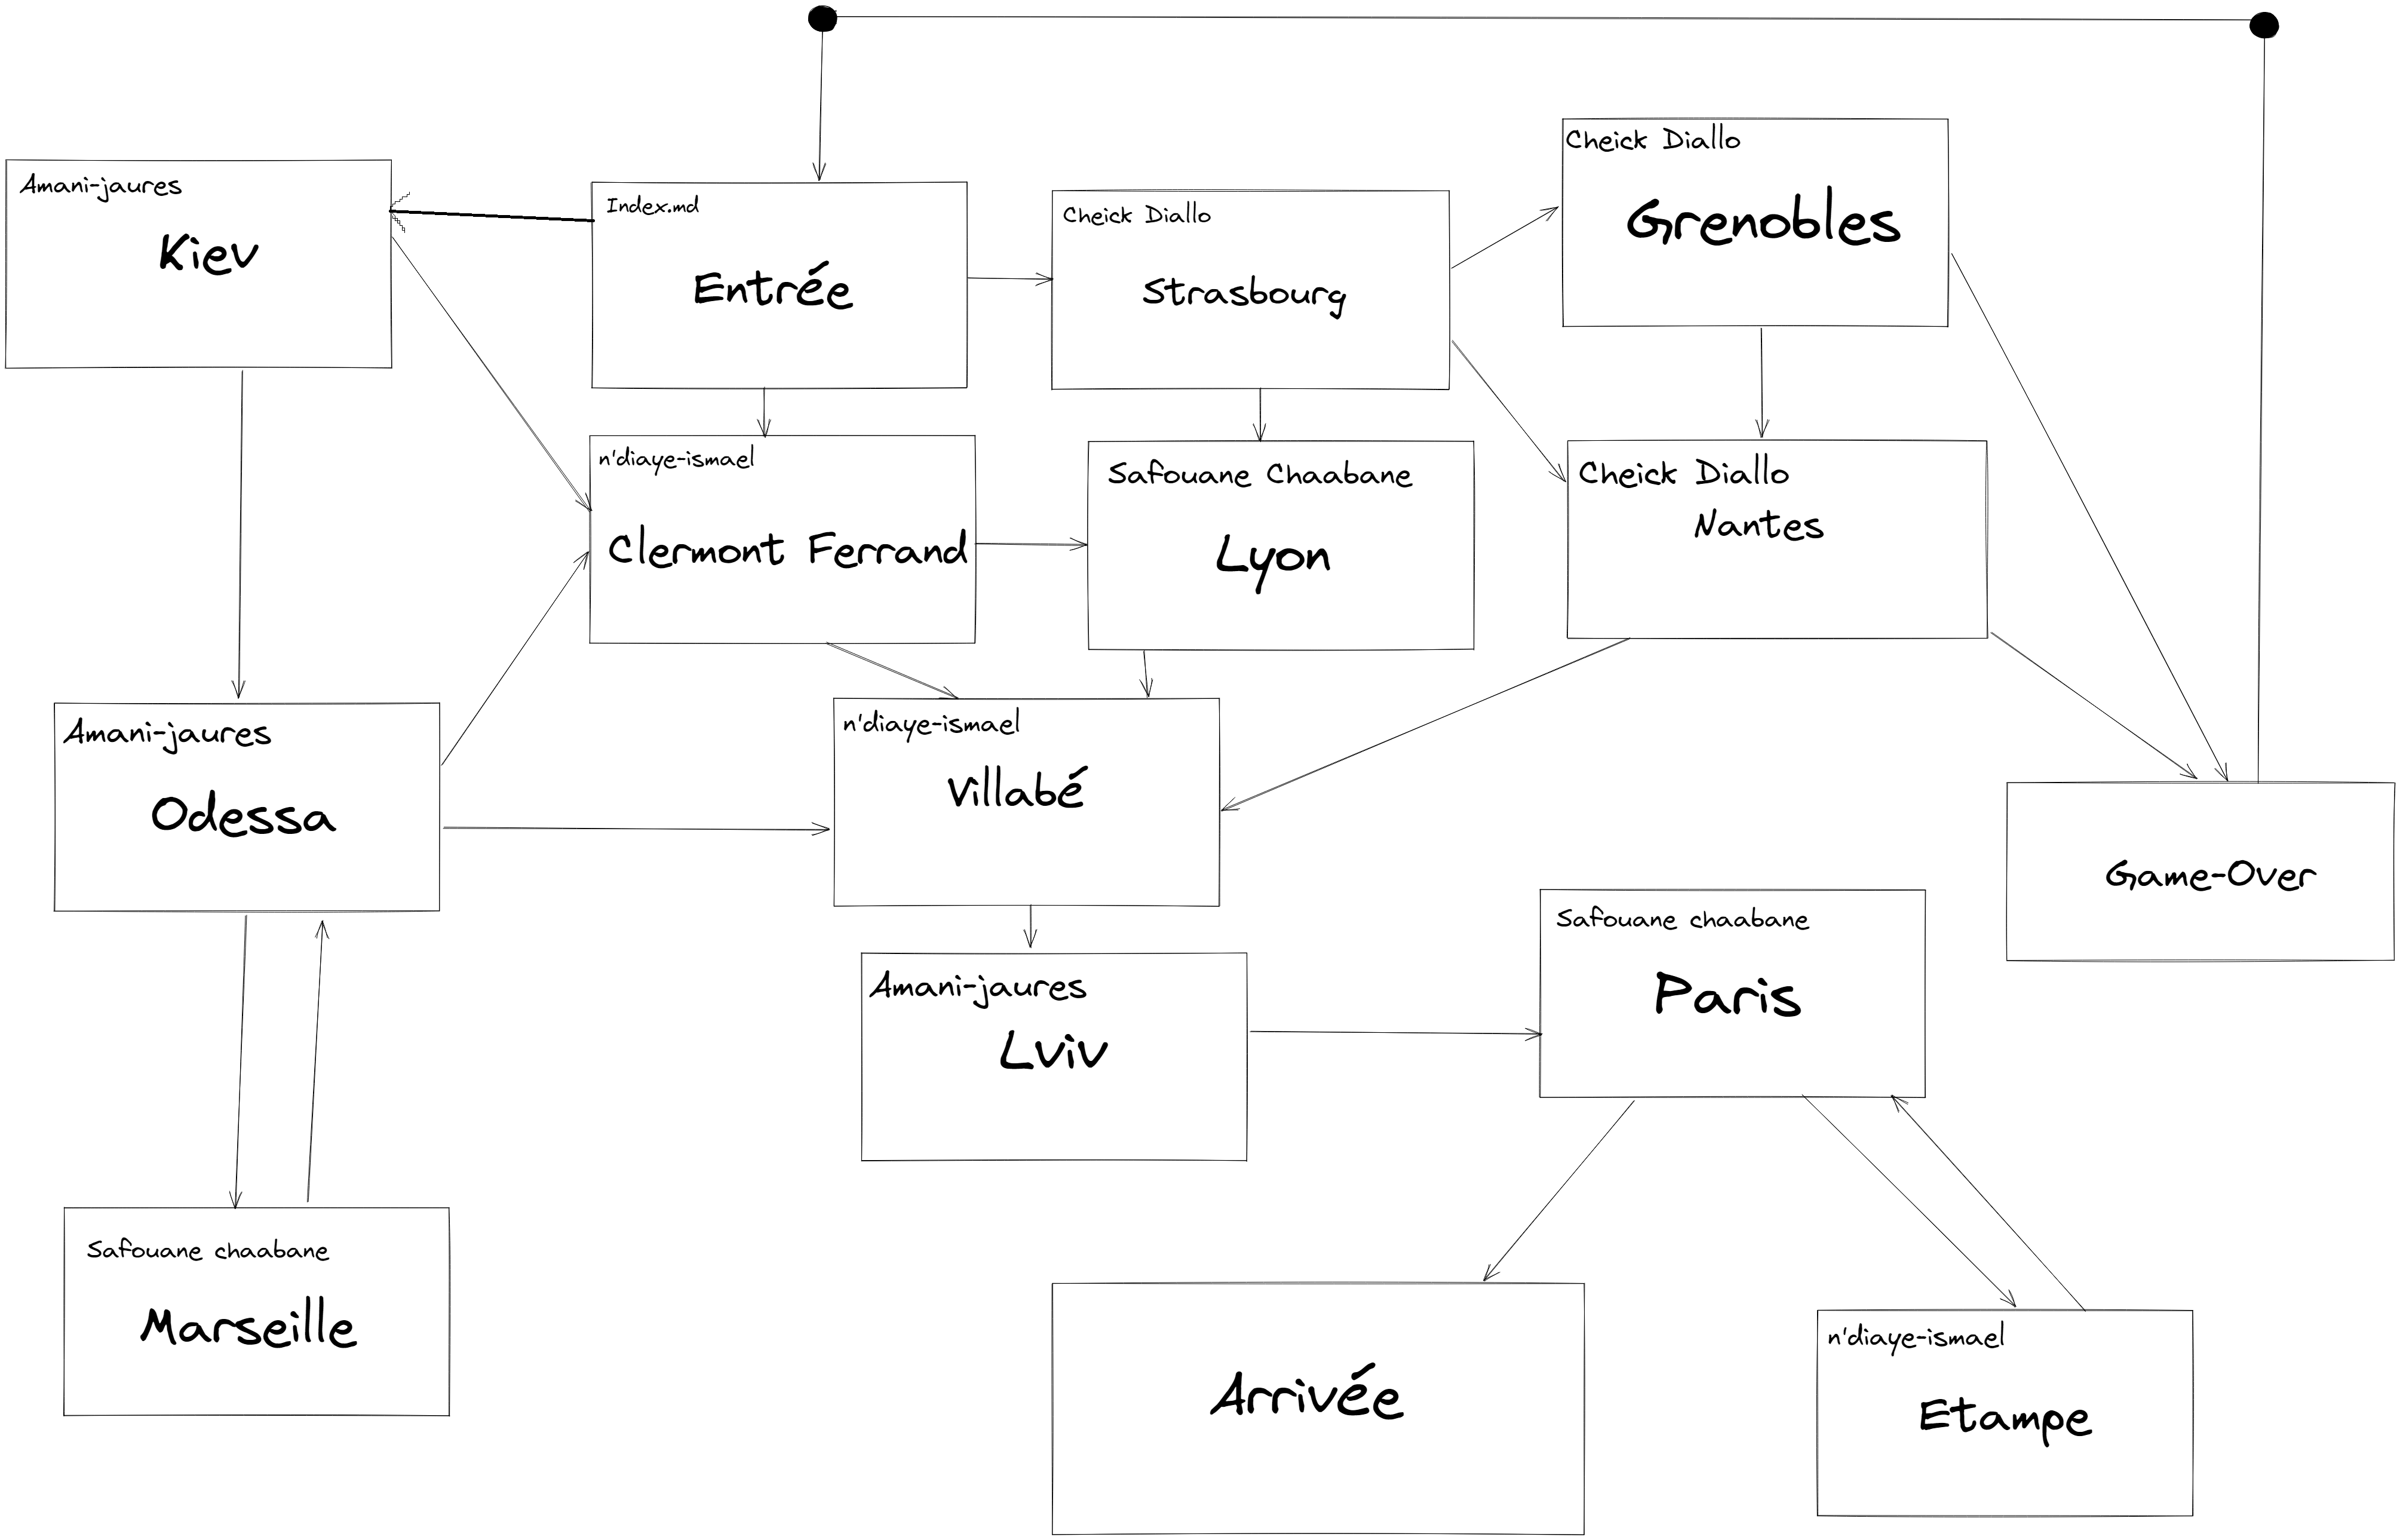 Cheick Diallo
Grenobles
Amani-jaures
Kiev
Index.md
Entrée
Cheick Diallo
Strasbourg
n'diaye-ismael
Clermont Ferrand
Safouane Chaabane
Lyon
Cheick Diallo
Nantes
Amani-jaures
Odessa
n'diaye-ismael
Villabé
Game-Over
Safouane chaabane
Paris
Amani-jaures
Lviv
Safouane chaabane
Marseille
Arrivée
n'diaye-ismael
Etampe